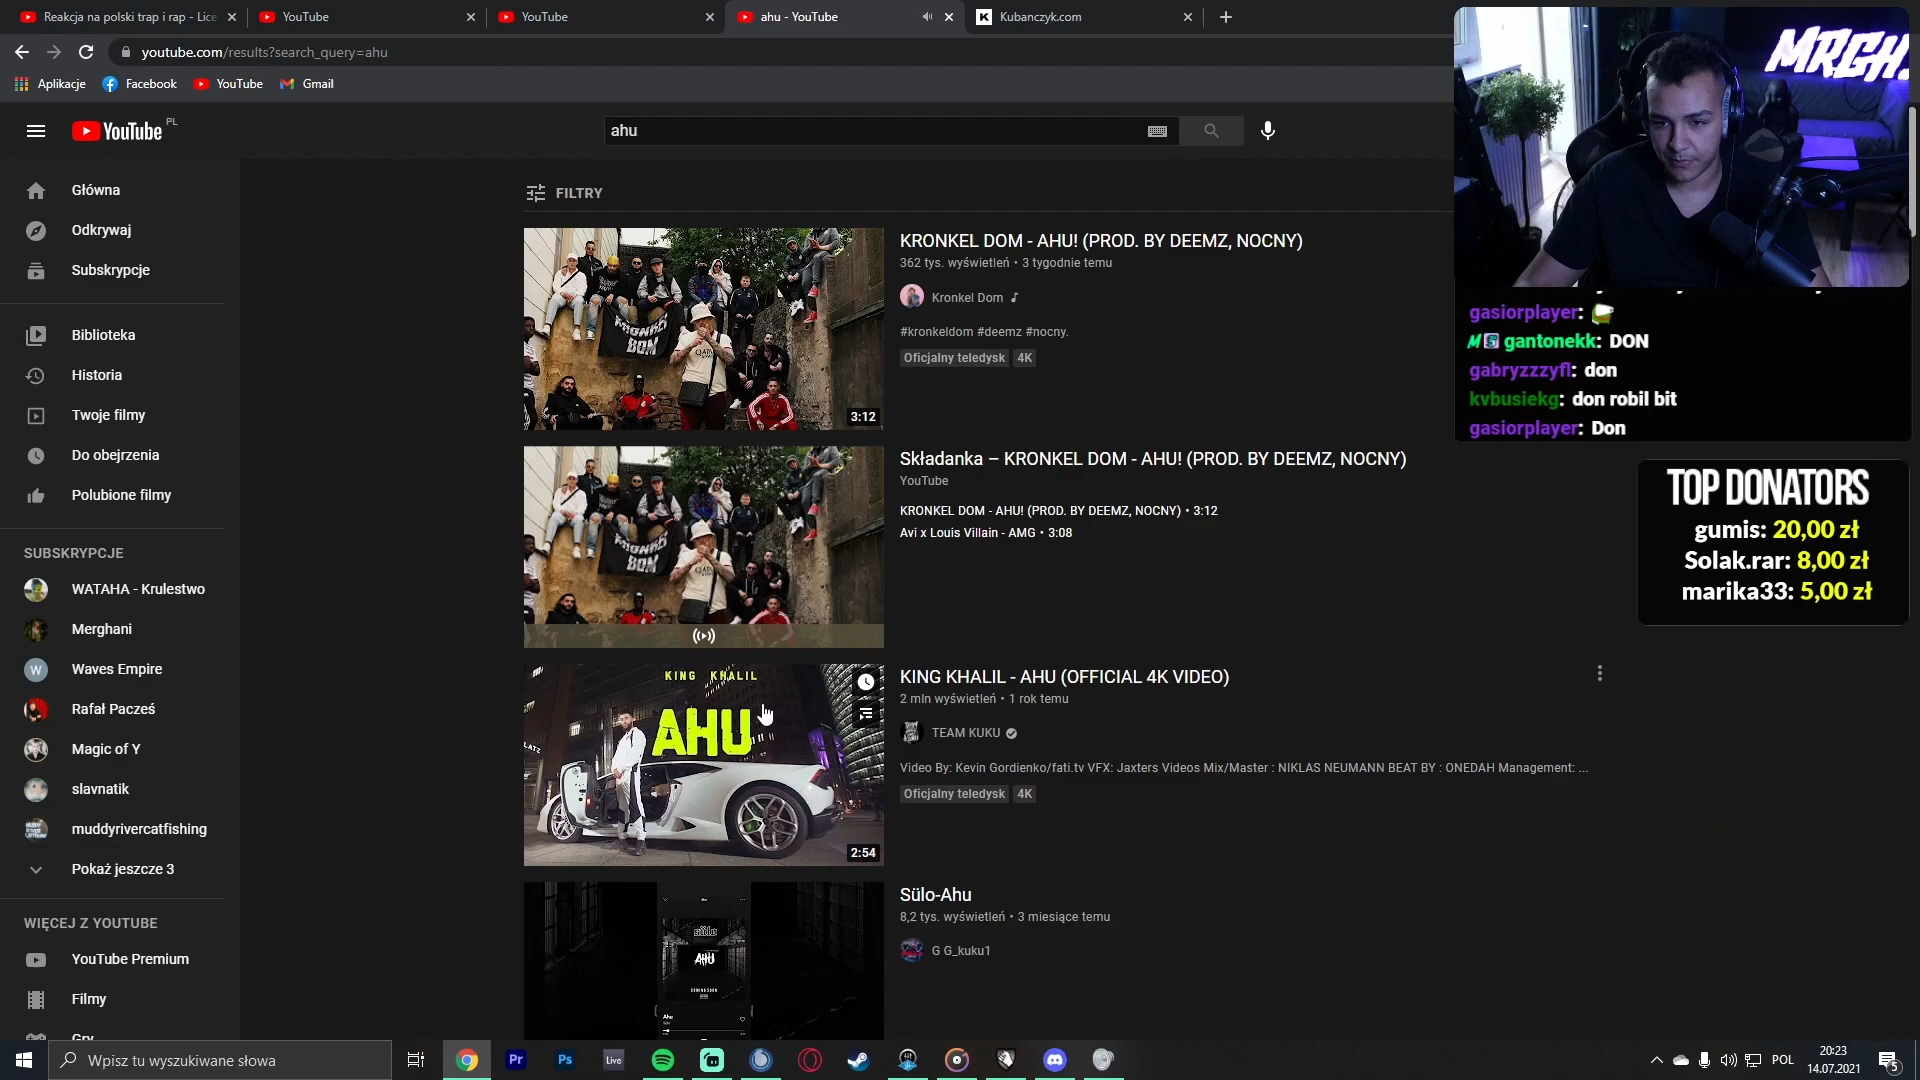 Reakcja na polski trap i rap - Lice
YouTube
YouTube
ahu - YouTube
Kubanczyk.com
youtube.com/results?search_query=ahu
Aplikacje
Facebook
YouTube
Gmail
YouTube PL
ahu
Główna
Odkrywaj
Subskrypcje
Biblioteka
Historia
Twoje filmy
Do obejrzenia
Polubione filmy
SUBSKRYPCJE
WATAHA - Krulestwo
Merghani
W Waves Empire
Rafał Pacześ
Magic of Y
slavnatik
muddyrivercatfishing
Pokaż jeszcze 3
WIĘCEJ Z YOUTUBE
YouTube Premium
Filmy
Gry
FILTRY
3:12
KRONKEL DOM - AHU! (PROD. BY DEEMZ, NOCNY)
362 tys. wyświetleń • 3 tygodnie temu
Kronkel Dom
#kronkeldom #deemz #nocny.
Oficjalny teledysk 4K
Składanka – KRONKEL DOM - AHU! (PROD. BY DEEMZ, NOCNY)
YouTube
KRONKEL DOM - AHU! (PROD. BY DEEMZ, NOCNY) • 3:12
Avi x Louis Villain - AMG • 3:08
KING KHALIL
AHU
2:54
KING KHALIL - AHU (OFFICIAL 4K VIDEO)
2 mln wyświetleń • 1 rok temu
TEAM KUKU
Video By: Kevin Gordienko/fati.tv VFX: Jaxters Videos Mix/Master : NIKLAS NEUMANN BEAT BY : ONEDAH Management: ...
Oficjalny teledysk 4K
AHU
Sülo-Ahu
8,2 tys. wyświetleń • 3 miesiące temu
G G_kuku1
gasiorplayer:
gantonekk: DON
gabryzzzyfl: don
kvbusiekg: don robil bit
gasiorplayer: Don
TOP DONATORS
gumis: 20,00 zł
Solak.rar: 8,00 zł
marika33: 5,00 zł
Wpisz tu wyszukiwane słowa
Pr
Ps
Live
POL
20:23
14.07.2021
5